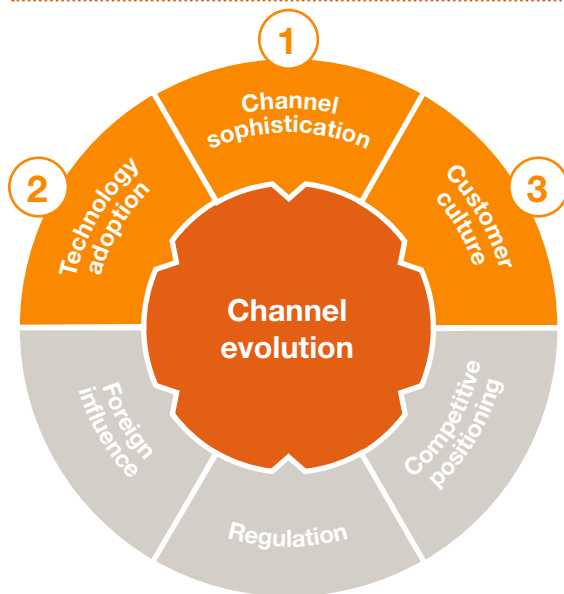 1
Channel
sophistication
2
Technology
adoption
3
Customer
culture
Channel
evolution
Foreign
influence
Competitive
positioning
Regulation